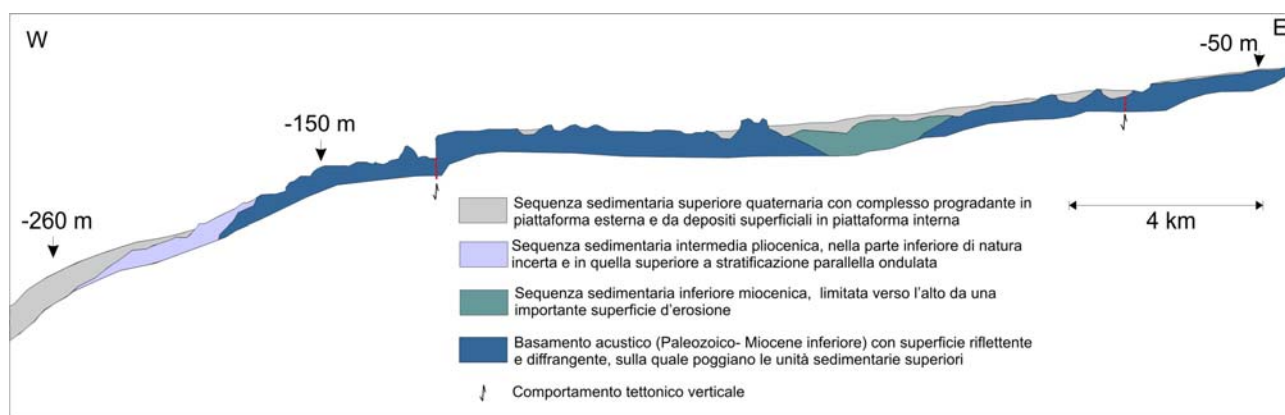 W
E
-50 m
-150 m
-260 m
4 km
Sequenza sedimentaria superiore quaternaria con complesso progradante in
piattaforma esterna e da depositi superficiali in piattaforma interna
Sequenza sedimentaria intermedia pliocenica, nella parte inferiore di natura
incerta e in quella superiore a stratificazione parallella ondulata
Sequenza sedimentaria inferiore miocenica, limitata verso l'alto da una
importante superficie d'erosione
Basamento acustico (Paleozoico- Miocene inferiore) con superficie riflettente
e diffrangente, sulla quale poggiano le unità sedimentarie superiori
Comportamento tettonico verticale